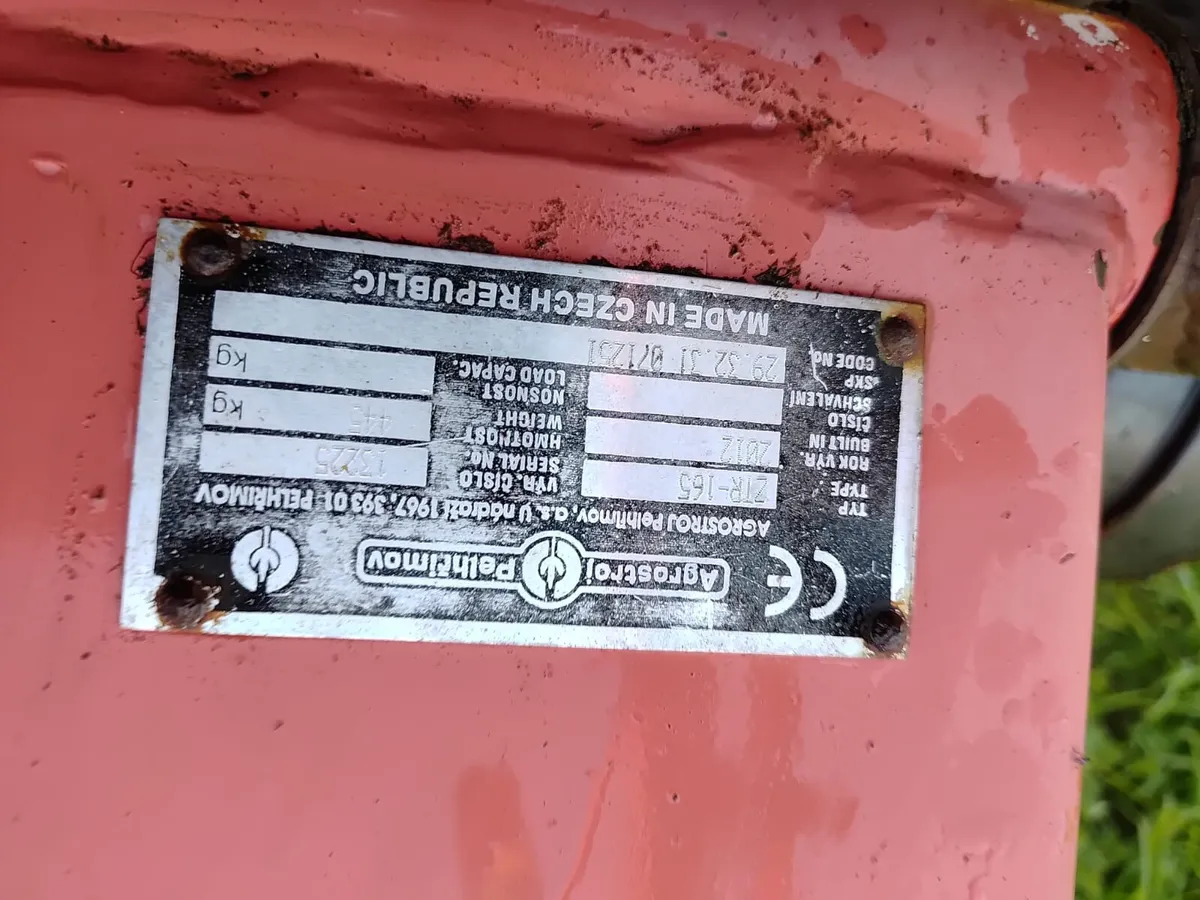 CE Agrostroj Pelhřimov
AGROSTROJ Pelhřimov, a.s. U nádraží 1967, 393 01 PELHŘIMOV
TYP
TYPE
ZTR-165
VÝR. ČÍSLO
SERIAL No.
13225
ROK VÝR.
BUILT IN
2012
HMOTNOST
WEIGHT
445 kg
ČÍSLO
SCHVÁLENÍ
NOSNOST
LOAD CAPAC.
kg
SKP
CODE No.
29.32.31 071251
MADE IN CZECH REPUBLIC